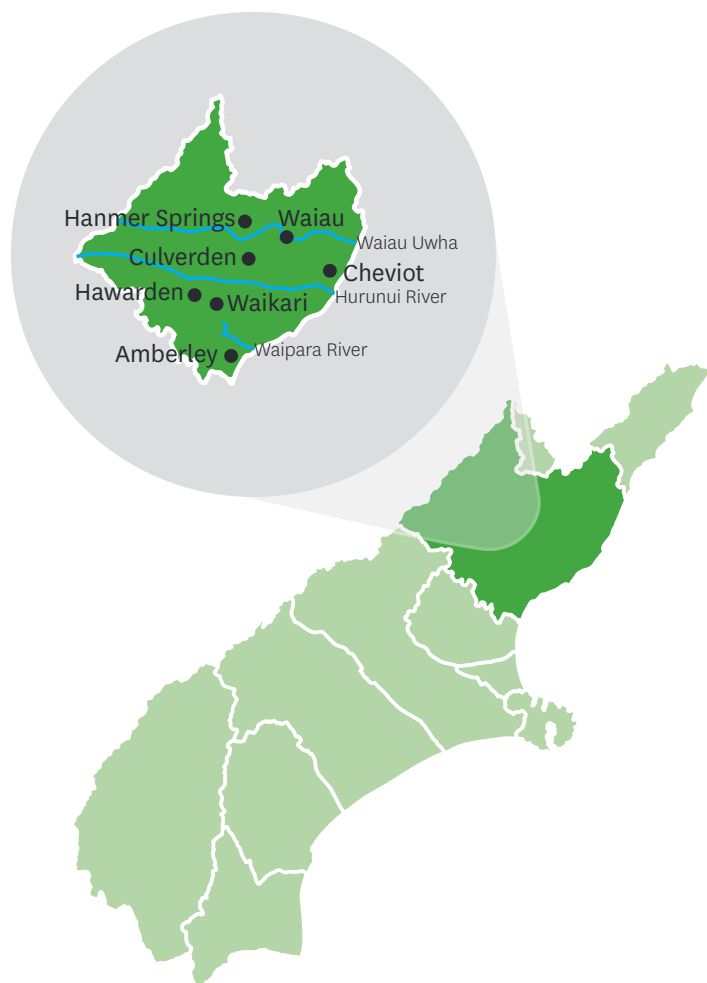 Hanmer Springs
Waiau
Waiau Uwha
Culverden
Cheviot
Hawarden
Waikari
Hurunui River
Amberley
Waipara River